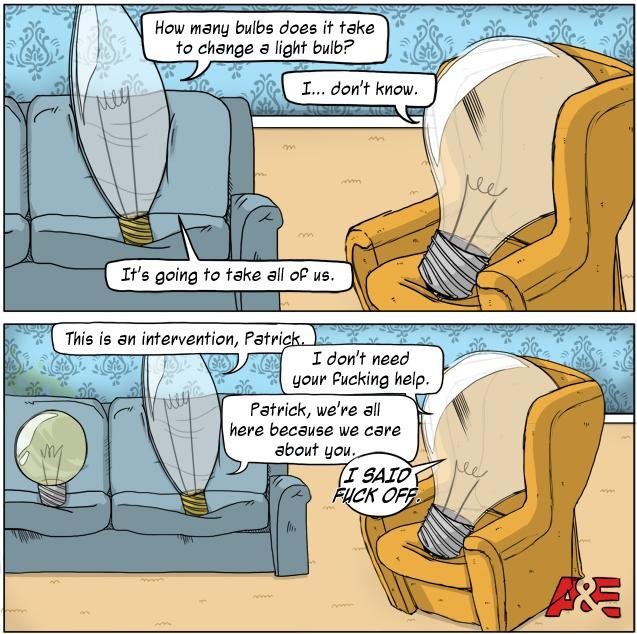 How many bulbs does it take
to change a light bulb?
I... don't know.
It's going to take all of us.
This is an intervention, Patrick.
I don't need
your fucking help.
Patrick, we're all
here because we care
about you.
I SAID
FUCK OFF.
A&E